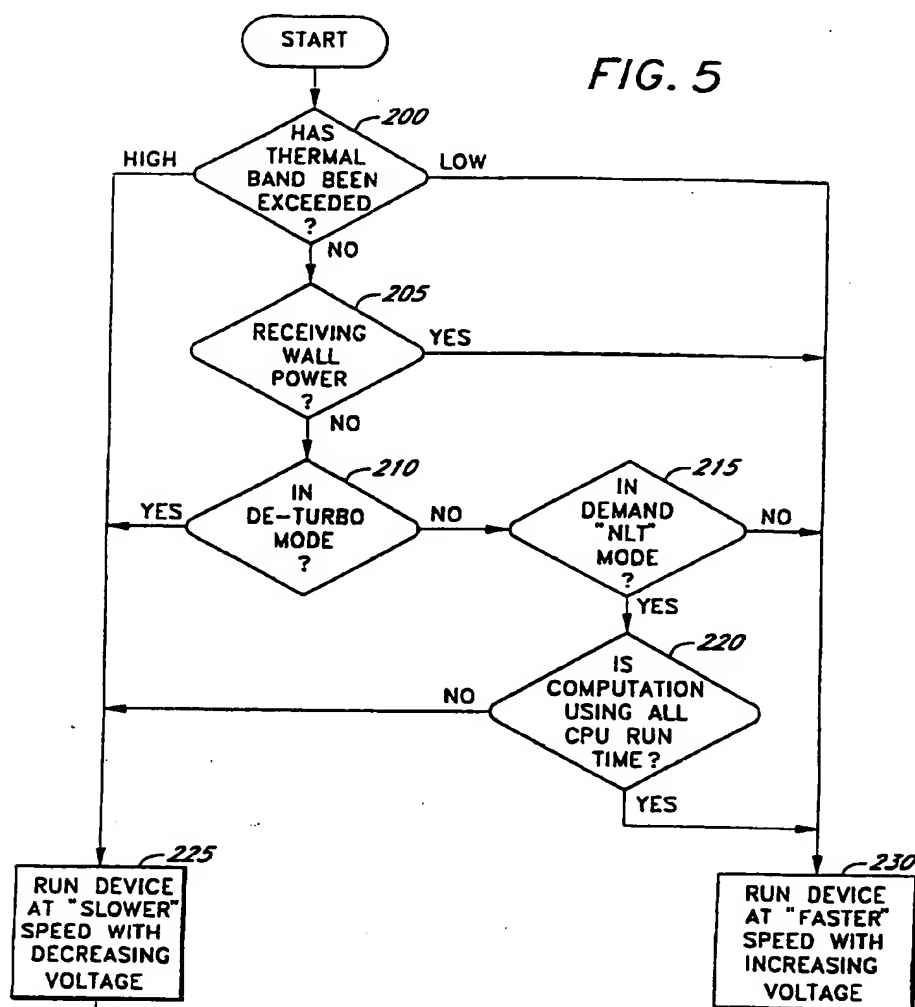 START
FIG. 5
200
HAS
THERMAL
BAND BEEN
EXCEEDED
?
HIGH
LOW
NO
205
RECEIVING
WALL
POWER
?
YES
NO
210
IN
DE-TURBO
MODE
?
YES
NO
215
IN
DEMAND
"NLT"
MODE
?
NO
YES
220
IS
COMPUTATION
USING ALL
CPU RUN
TIME?
NO
YES
225
RUN DEVICE
AT "SLOWER"
SPEED WITH
DECREASING
VOLTAGE
230
RUN DEVICE
AT "FASTER"
SPEED WITH
INCREASING
VOLTAGE